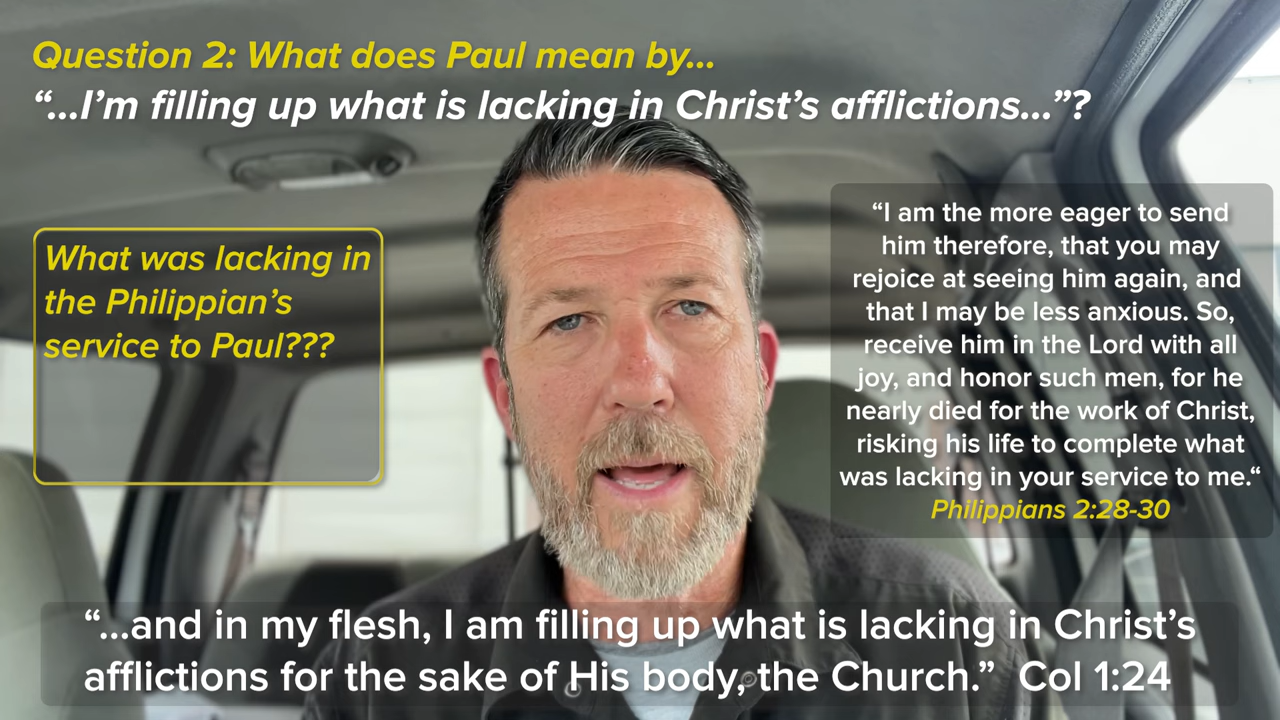 Question 2: What does Paul mean by...
“...I’m filling up what is lacking in Christ’s afflictions...”?
What was lacking in
the Philippian’s
service to Paul???
“I am the more eager to send
him therefore, that you may
rejoice at seeing him again, and
that I may be less anxious. So,
receive him in the Lord with all
joy, and honor such men, for he
nearly died for the work of Christ,
risking his life to complete what
was lacking in your service to me.“
Philippians 2:28-30
“...and in my flesh, I am filling up what is lacking in Christ’s
afflictions for the sake of His body, the Church.” Col 1:24